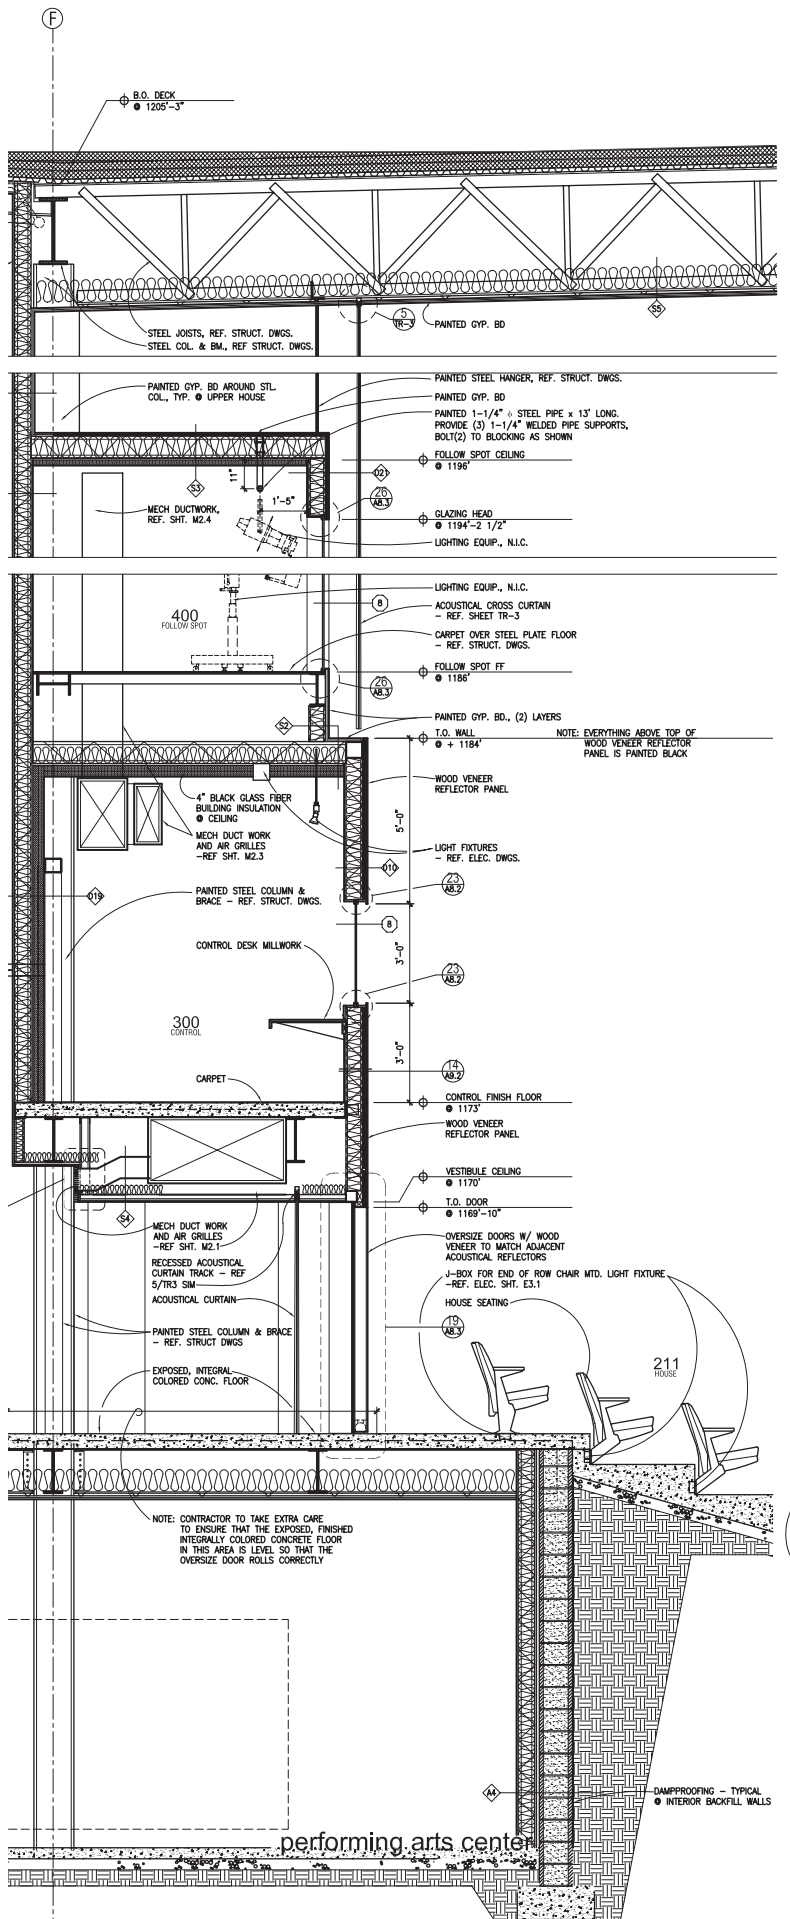 F
B.O. DECK
@ 1205'-3"
5
TR-3
PAINTED GYP. BD
S5
STEEL JOISTS, REF. STRUCT. DWGS.
STEEL COL. & BM., REF STRUCT. DWGS.
PAINTED GYP. BD AROUND STL.
COL., TYP. @ UPPER HOUSE
PAINTED STEEL HANGER, REF. STRUCT. DWGS.
PAINTED GYP. BD
PAINTED 1-1/4" ϕ STEEL PIPE x 13' LONG.
PROVIDE (3) 1-1/4" WELDED PIPE SUPPORTS,
BOLT(2) TO BLOCKING AS SHOWN
FOLLOW SPOT CEILING
@ 1196'
S3
11"
D21
1'-5"
26
A8.3
MECH DUCTWORK,
REF. SHT. M2.4
GLAZING HEAD
@ 1194'-2 1/2"
LIGHTING EQUIP., N.I.C.
LIGHTING EQUIP., N.I.C.
8
ACOUSTICAL CROSS CURTAIN
- REF. SHEET TR-3
400
FOLLOW SPOT
CARPET OVER STEEL PLATE FLOOR
- REF. STRUCT. DWGS.
FOLLOW SPOT FF
@ 1186'
26
A8.3
S2
PAINTED GYP. BD., (2) LAYERS
T.O. WALL
@ + 1184'
NOTE: EVERYTHING ABOVE TOP OF
WOOD VENEER REFLECTOR
PANEL IS PAINTED BLACK
WOOD VENEER
REFLECTOR PANEL
4" BLACK GLASS FIBER
BUILDING INSULATION
@ CEILING
5'-0"
MECH DUCT WORK
AND AIR GRILLES
-REF SHT. M2.3
LIGHT FIXTURES
- REF. ELEC. DWGS.
D10
23
A8.2
D19
PAINTED STEEL COLUMN &
BRACE - REF. STRUCT. DWGS.
8
CONTROL DESK MILLWORK
3'-0"
23
A8.2
300
CONTROL
3'-0"
14
A9.2
CARPET
CONTROL FINISH FLOOR
@ 1173'
WOOD VENEER
REFLECTOR PANEL
VESTIBULE CEILING
@ 1170'
T.O. DOOR
@ 1169'-10"
S4
MECH DUCT WORK
AND AIR GRILLES
-REF SHT. M2.1
OVERSIZE DOORS W/ WOOD
VENEER TO MATCH ADJACENT
ACOUSTICAL REFLECTORS
RECESSED ACOUSTICAL
CURTAIN TRACK - REF
5/TR3 SIM
J-BOX FOR END OF ROW CHAIR MTD. LIGHT FIXTURE
-REF. ELEC. SHT. E3.1
ACOUSTICAL CURTAIN
HOUSE SEATING
19
A8.3
PAINTED STEEL COLUMN & BRACE
- REF. STRUCT DWGS
211
HOUSE
EXPOSED, INTEGRAL
COLORED CONC. FLOOR
NOTE: CONTRACTOR TO TAKE EXTRA CARE
TO ENSURE THAT THE EXPOSED, FINISHED
INTEGRALLY COLORED CONCRETE FLOOR
IN THIS AREA IS LEVEL SO THAT THE
OVERSIZE DOOR ROLLS CORRECTLY
A4
DAMPPROOFING - TYPICAL
@ INTERIOR BACKFILL WALLS
performing arts center